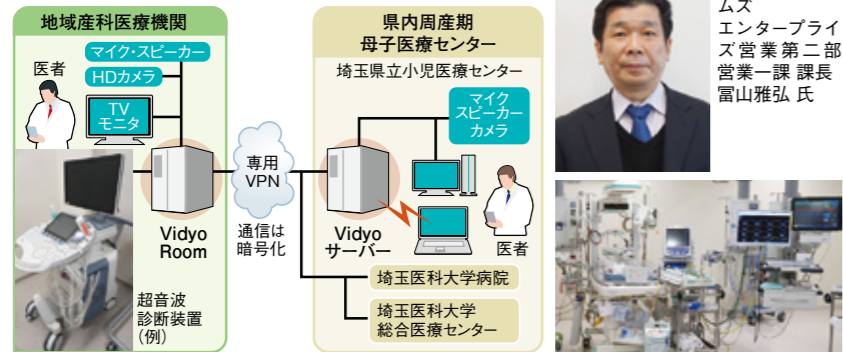 地域産科医療機関
マイク・スピーカー
医者
HDカメラ
TV
モニタ
Vidyo
Room
超音波
診断装置
(例)
専用
VPN
通信は
暗号化
県内周産期
母子医療センター
埼玉県立小児医療センター
マイク
スピーカー
カメラ
Vidyo
サーバー
医者
埼玉医科大学病院
埼玉医科大学
総合医療センター
ムズ
エンタープライ
ズ営業第二部
営業一課 課長
冨山雅弘 氏